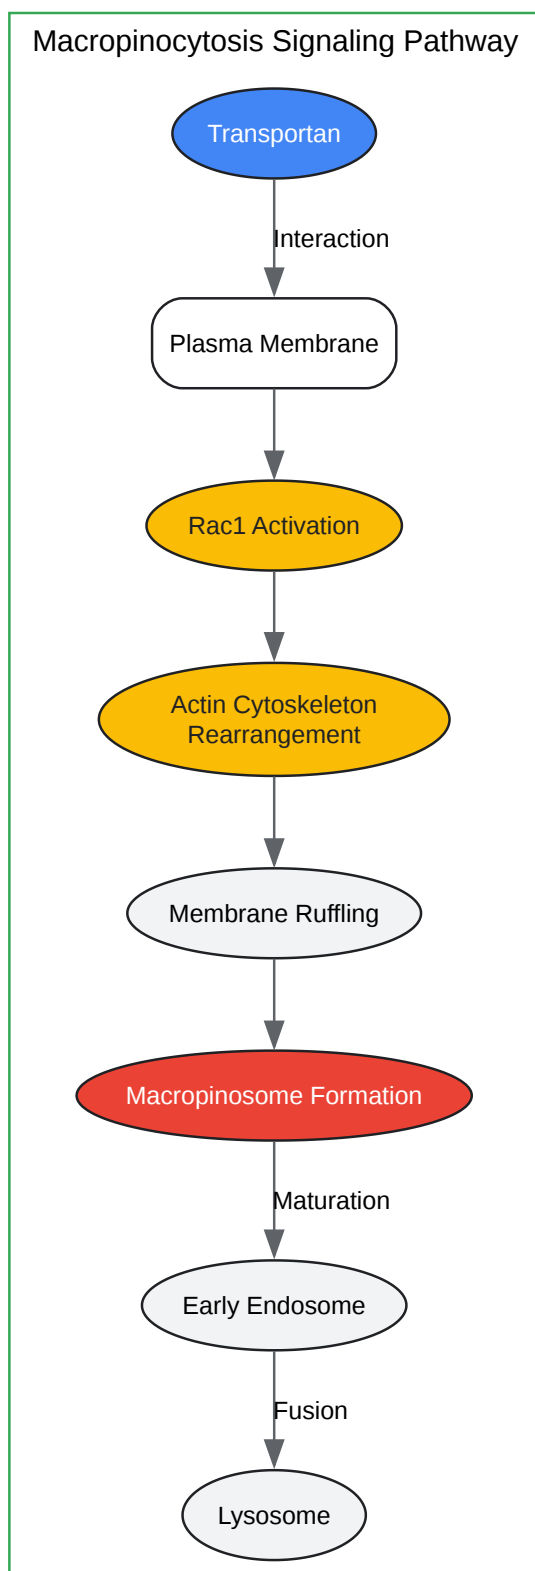 Macropinocytosis Signaling Pathway
Transportan
Interaction
Plasma Membrane
Rac1 Activation
Actin Cytoskeleton
Rearrangement
Membrane Ruffling
Macropinosome Formation
Maturation
Early Endosome
Fusion
Lysosome